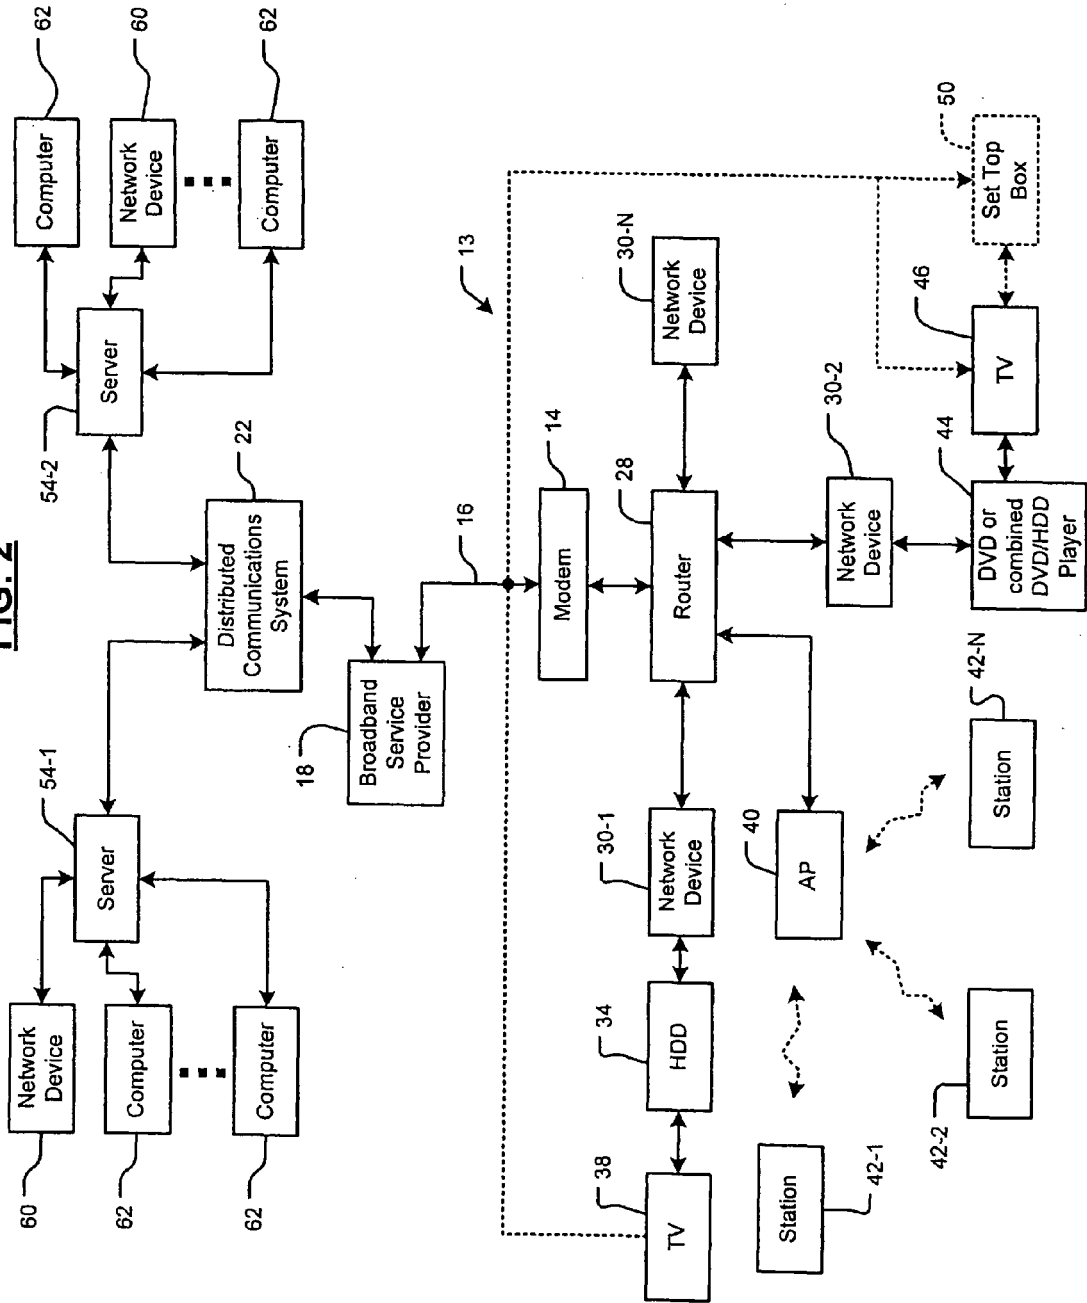 FIG. 2
60
62
62
54-1
54-2
62
60
62
Network
Device
Computer
Computer
Server
Server
Computer
Network
Device
Computer
22
Distributed
Communications
System
18
Broadband
Service
Provider
16
13
14
Modem
38
34
30-1
28
30-N
TV
HDD
Network
Device
Router
Network
Device
40
AP
30-2
Network
Device
42-1
Station
42-2
Station
42-N
Station
44
46
50
DVD or
combined
DVD/HDD
Player
TV
Set Top
Box